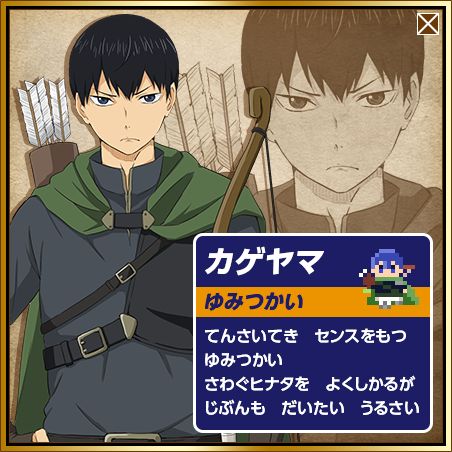 カゲヤマ
ゆみつかい
てんさいてき　センスをもつ
ゆみつかい
さわぐヒナタを　よくしかるが
じぶんも　だいたい　うるさい